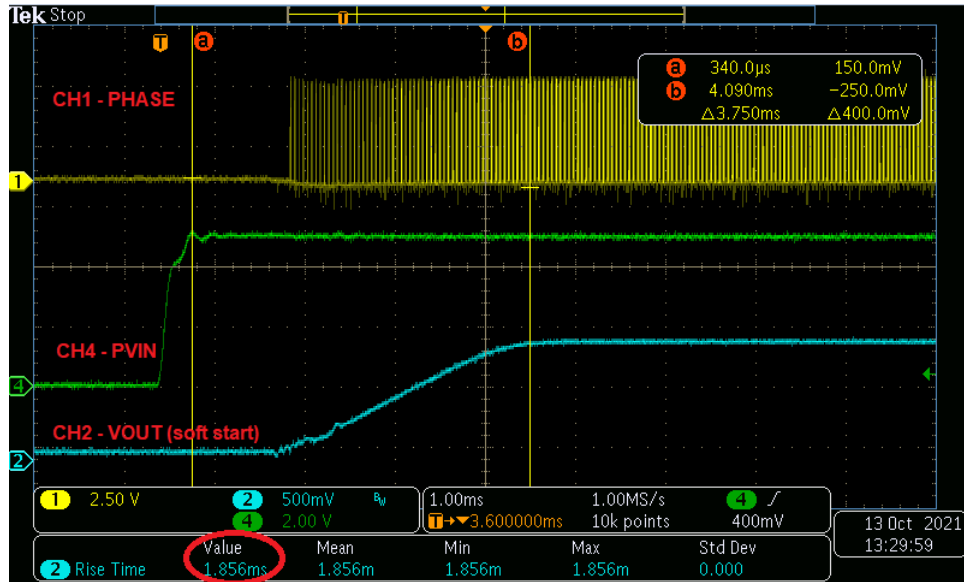 Tek Stop
T
T
a
b
a 340.0µs 150.0mV
b 4.090ms −250.0mV
△3.750ms △400.0mV
CH1 - PHASE
1
CH4 - PVIN
4
CH2 - VOUT (soft start)
2
1 2.50 V 2 500mV BW 1.00ms 1.00MS/s 4 ∫
4 2.00 V T→▼3.600000ms 10k points 400mV
13 Oct 2021
13:29:59
Value Mean Min Max Std Dev
2 Rise Time 1.856ms 1.856m 1.856m 1.856m 0.000